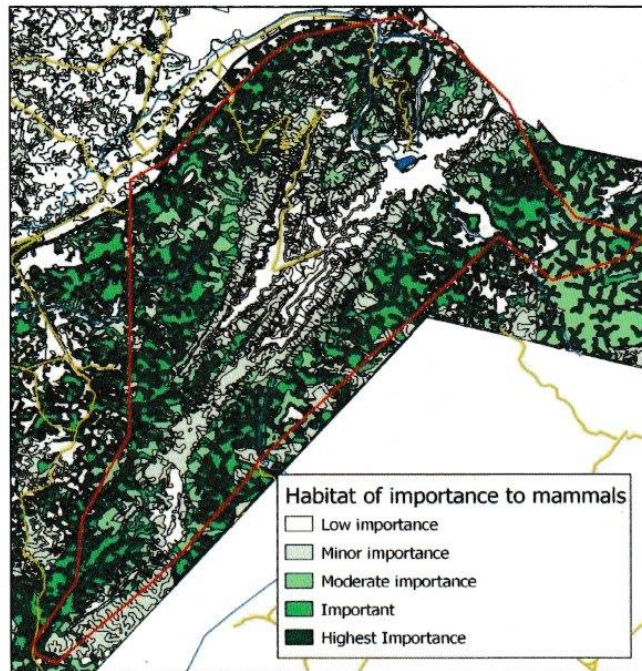 Habitat of importance to mammals
Low importance
Minor importance
Moderate importance
Important
Highest Importance